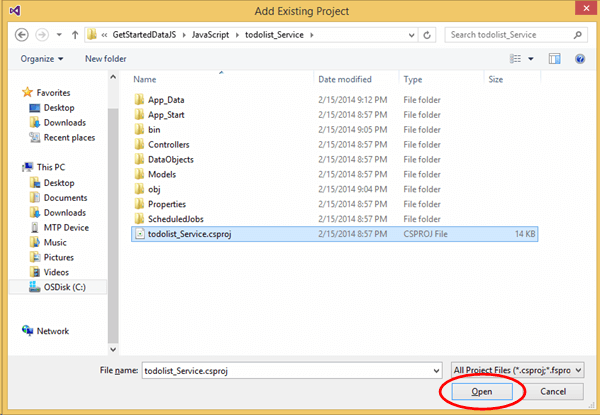 Add Existing Project
« GetStartedDataJS ▸ JavaScript ▸ todolist_Service ▸
Search todolist_Service
Organize ▾ New folder
Favorites
Desktop
Downloads
Recent places
This PC
Desktop
Documents
Downloads
MTP Device
Music
Pictures
Videos
OSDisk (C:)
Network
Name Date modified Type Size
App_Data 2/15/2014 9:12 PM File folder
App_Start 2/15/2014 8:57 PM File folder
bin 2/15/2014 9:05 PM File folder
Controllers 2/15/2014 8:57 PM File folder
DataObjects 2/15/2014 8:57 PM File folder
Models 2/15/2014 8:57 PM File folder
obj 2/15/2014 9:04 PM File folder
Properties 2/15/2014 8:57 PM File folder
ScheduledJobs 2/15/2014 8:57 PM File folder
todolist_Service.csproj 2/15/2014 8:57 PM CSPROJ File 14 KB
File name: todolist_Service.csproj All Project Files (*.csproj;*.fspro
Open Cancel